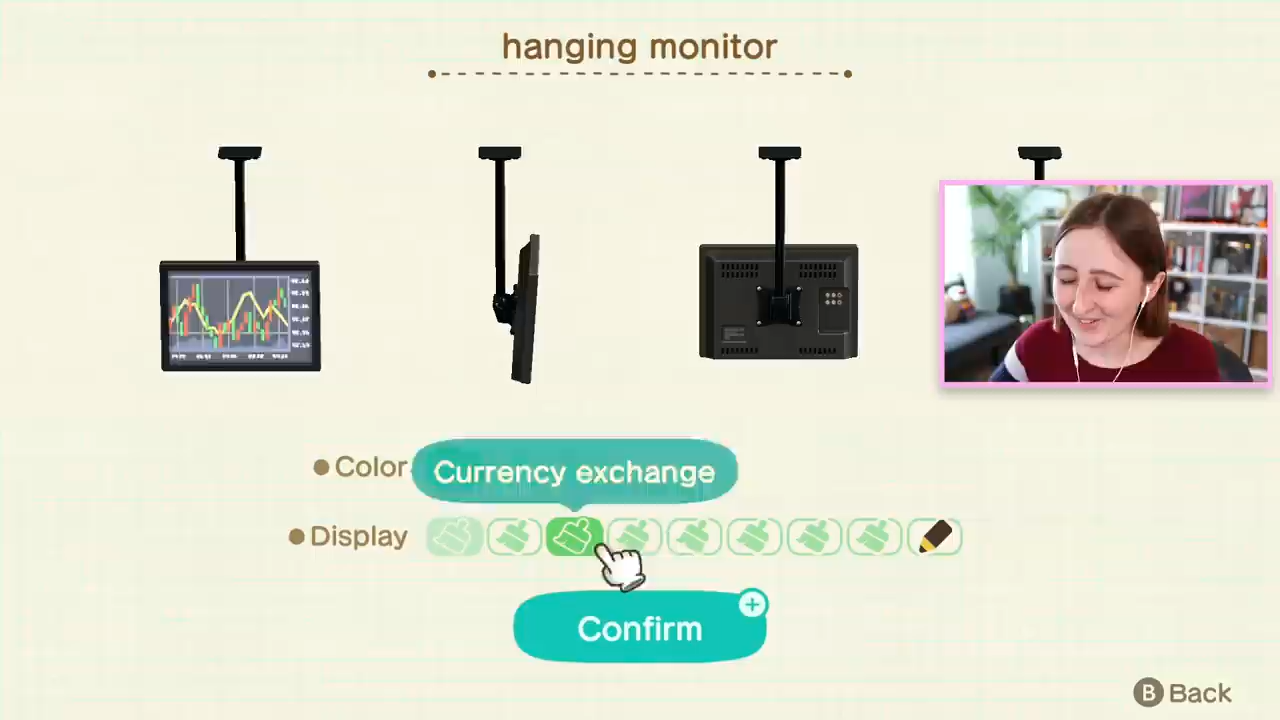 hanging monitor
Color
Currency exchange
Display
Confirm
B Back